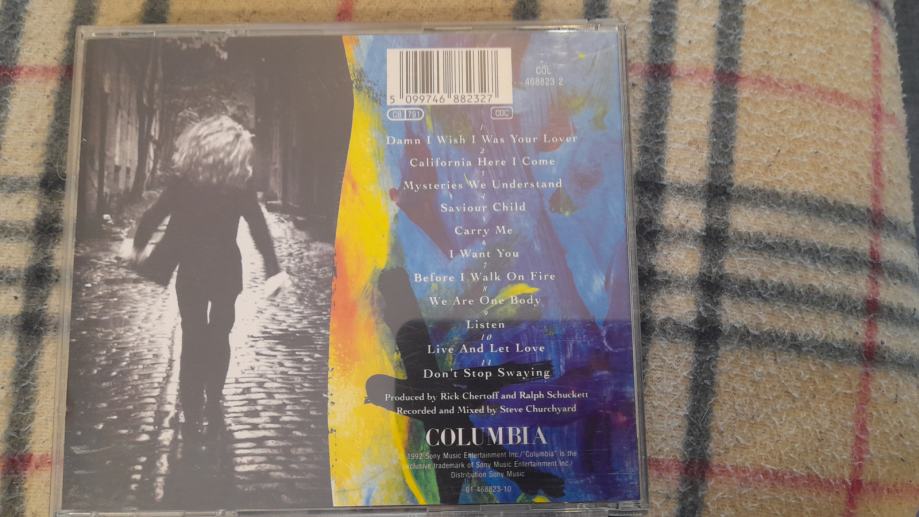 COL
468823 2
5 099746 882327
CB 791
CDC
1
Damn I Wish I Was Your Lover
2
California Here I Come
3
Mysteries We Understand
4
Saviour Child
5
Carry Me
6
I Want You
7
Before I Walk On Fire
8
We Are One Body
9
Listen
10
Live And Let Love
11
Don't Stop Swaying
Produced by Rick Chertoff and Ralph Schuckett
Recorded and Mixed by Steve Churchyard
COLUMBIA
1992 Sony Music Entertainment Inc./"Columbia" is the
exclusive trademark of Sony Music Entertainment Inc./
Distribution Sony Music
01-468823-10